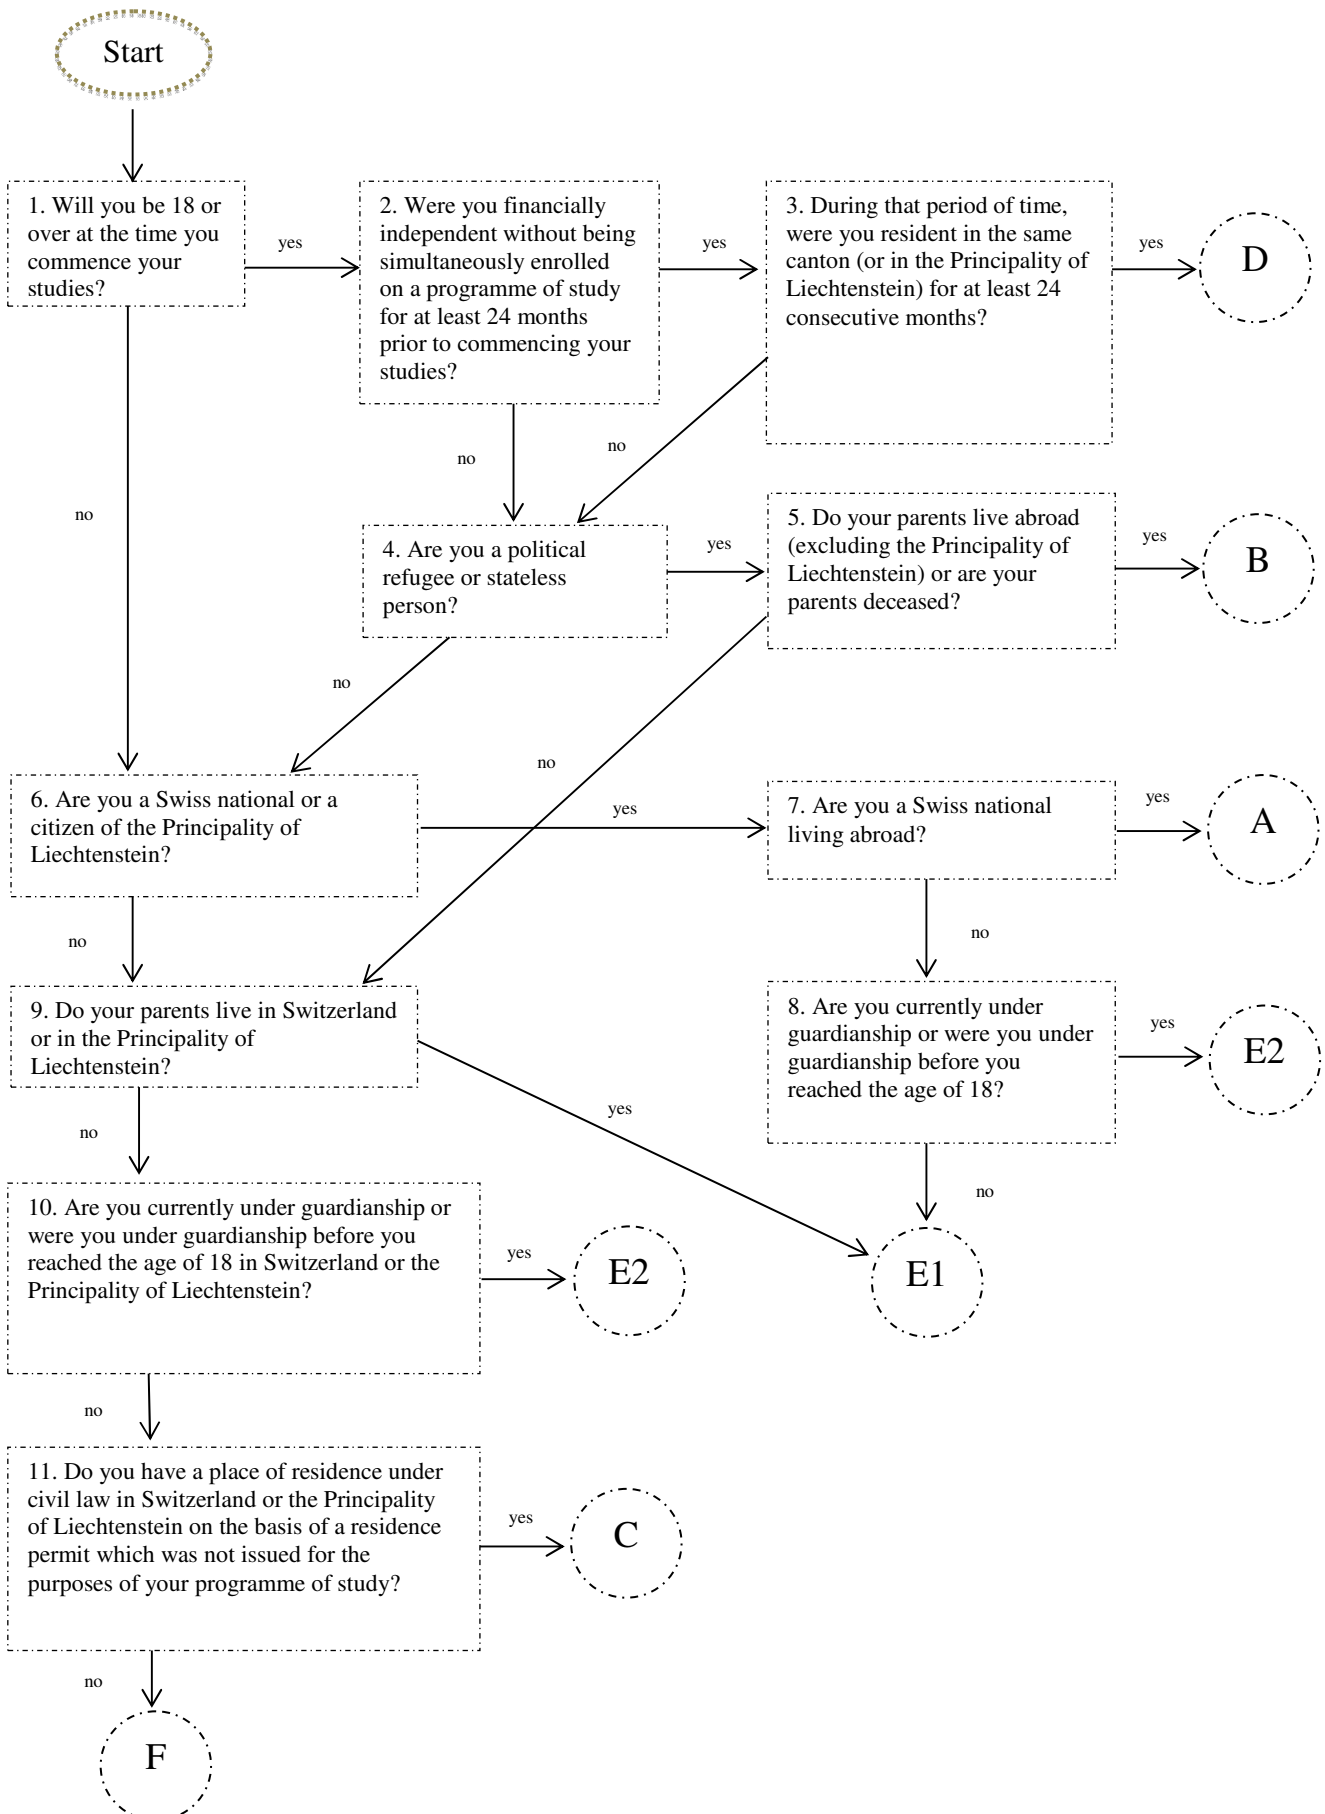 Start
1. Will you be 18 or
over at the time you
commence your
studies?
yes
2. Were you financially
independent without being
simultaneously enrolled
on a programme of study
for at least 24 months
prior to commencing your
studies?
yes
3. During that period of time,
were you resident in the same
canton (or in the Principality of
Liechtenstein) for at least 24
consecutive months?
yes
D
no
no
no
4. Are you a political
refugee or stateless
person?
yes
5. Do your parents live abroad
(excluding the Principality of
Liechtenstein) or are your
parents deceased?
yes
B
no
no
6. Are you a Swiss national or a
citizen of the Principality of
Liechtenstein?
yes
7. Are you a Swiss national
living abroad?
yes
A
no
no
9. Do your parents live in Switzerland
or in the Principality of
Liechtenstein?
yes
8. Are you currently under
guardianship or were you under
guardianship before you
reached the age of 18?
yes
E2
no
no
10. Are you currently under guardianship or
were you under guardianship before you
reached the age of 18 in Switzerland or the
Principality of Liechtenstein?
yes
E2
E1
no
11. Do you have a place of residence under
civil law in Switzerland or the Principality
of Liechtenstein on the basis of a residence
permit which was not issued for the
purposes of your programme of study?
yes
C
no
F